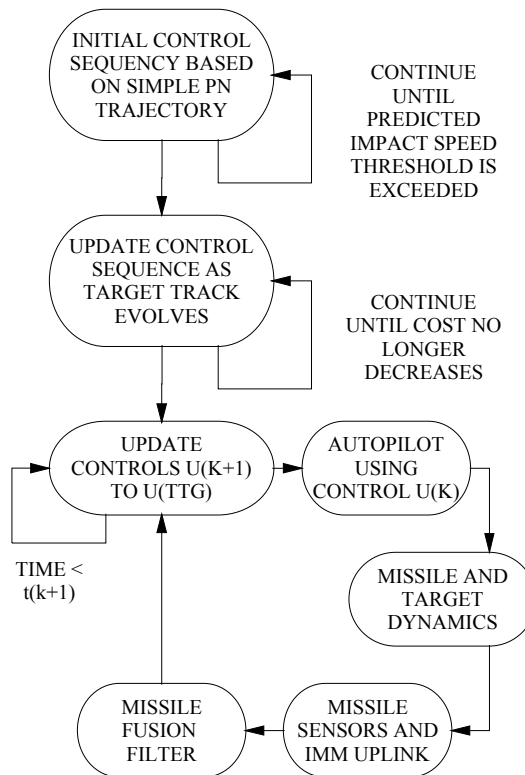 INITIAL CONTROL
SEQUENCY BASED
ON SIMPLE PN
TRAJECTORY
CONTINUE
UNTIL
PREDICTED
IMPACT SPEED
THRESHOLD IS
EXCEEDED
UPDATE CONTROL
SEQUENCE AS
TARGET TRACK
EVOLVES
CONTINUE
UNTIL COST NO
LONGER
DECREASES
UPDATE
CONTROLS U(K+1)
TO U(TTG)
AUTOPILOT
USING
CONTROL U(K)
TIME <
t(k+1)
MISSILE AND
TARGET
DYNAMICS
MISSILE
SENSORS AND
IMM UPLINK
MISSILE
FUSION
FILTER